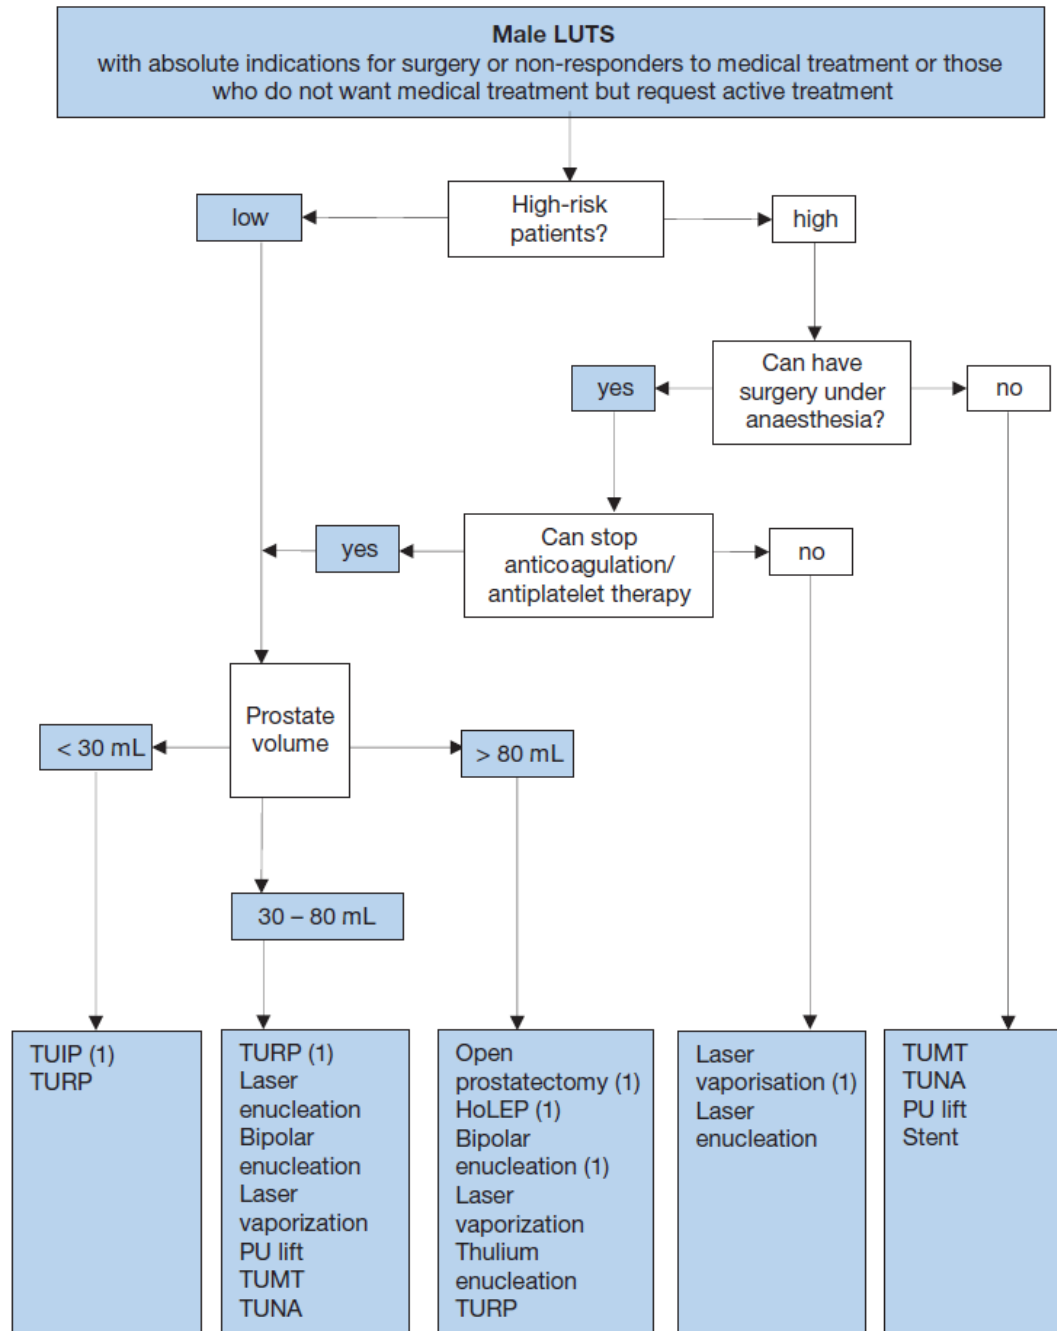 Male LUTS
with absolute indications for surgery or non-responders to medical treatment or those
who do not want medical treatment but request active treatment
low
High-risk
patients?
high
yes
Can have
surgery under
anaesthesia?
no
yes
Can stop
anticoagulation/
antiplatelet therapy
no
Prostate
volume
< 30 mL
> 80 mL
30 – 80 mL
TUIP (1)
TURP
TURP (1)
Laser
enucleation
Bipolar
enucleation
Laser
vaporization
PU lift
TUMT
TUNA
Open
prostatectomy (1)
HoLEP (1)
Bipolar
enucleation (1)
Laser
vaporization
Thulium
enucleation
TURP
Laser
vaporisation (1)
Laser
enucleation
TUMT
TUNA
PU lift
Stent